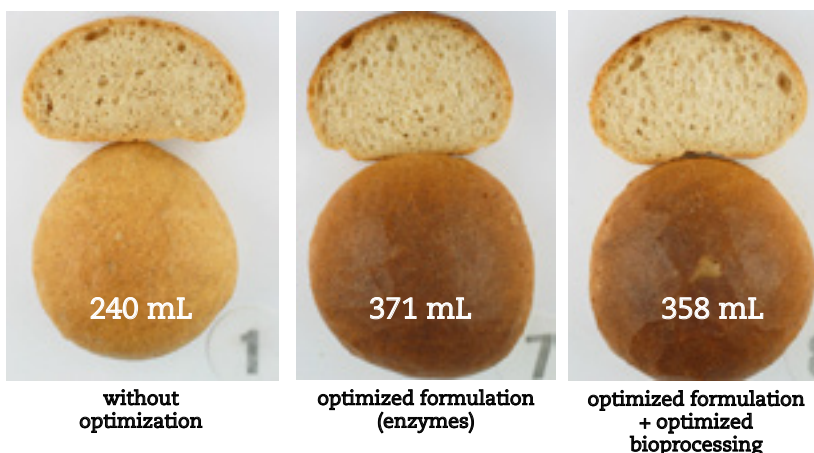 240 mL
371 mL
358 mL
1
7
without
optimization
optimized formulation
(enzymes)
optimized formulation
+ optimized
bioprocessing